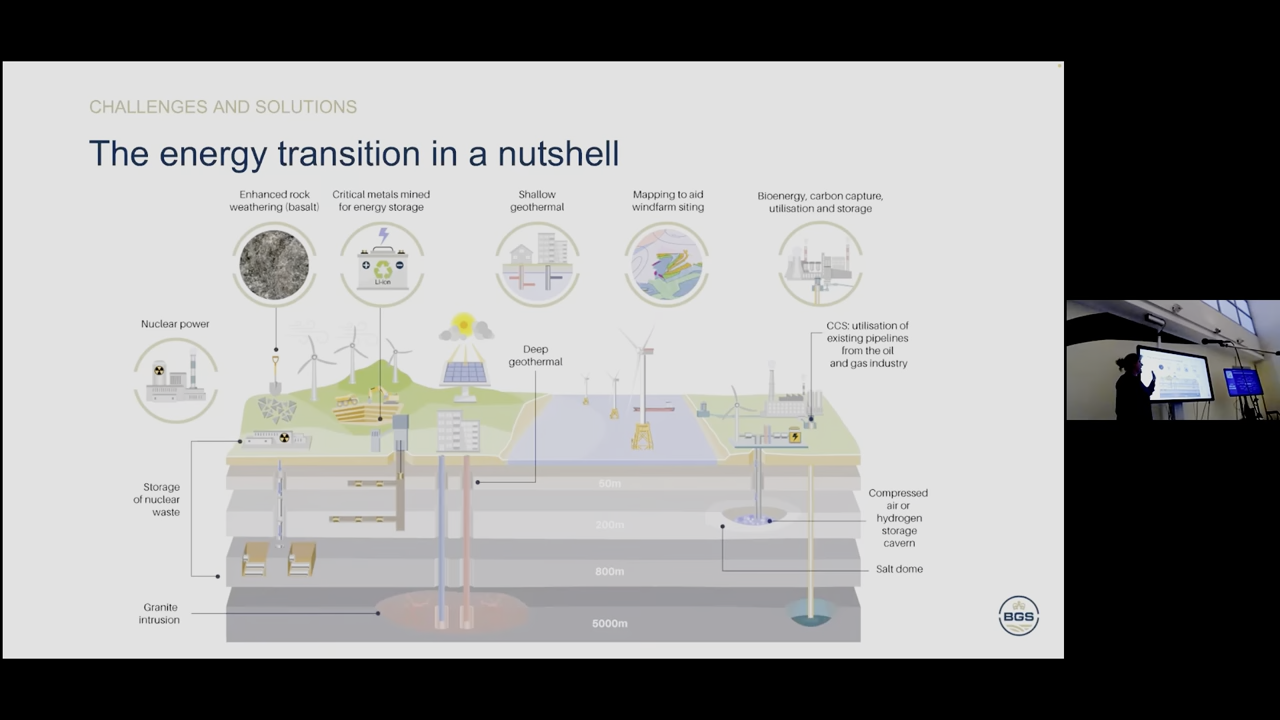 CHALLENGES AND SOLUTIONS
The energy transition in a nutshell
Enhanced rock
weathering (basalt)
Critical metals mined
for energy storage
Shallow
geothermal
Mapping to aid
windfarm siting
Bioenergy, carbon capture,
utilisation and storage
Li-ion
Nuclear power
Deep
geothermal
CCS: utilisation of
existing pipelines
from the oil
and gas industry
Storage
of nuclear
waste
50m
200m
800m
5000m
Compressed
air or
hydrogen
storage
cavern
Salt dome
Granite
intrusion
BGS